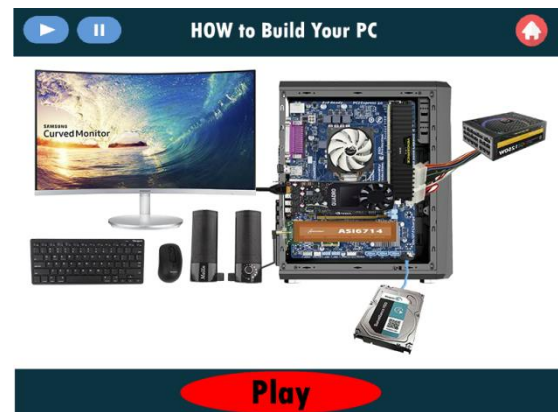 HOW to Build Your PC
SAMSUNG
Curved Monitor
ASI6714
Play